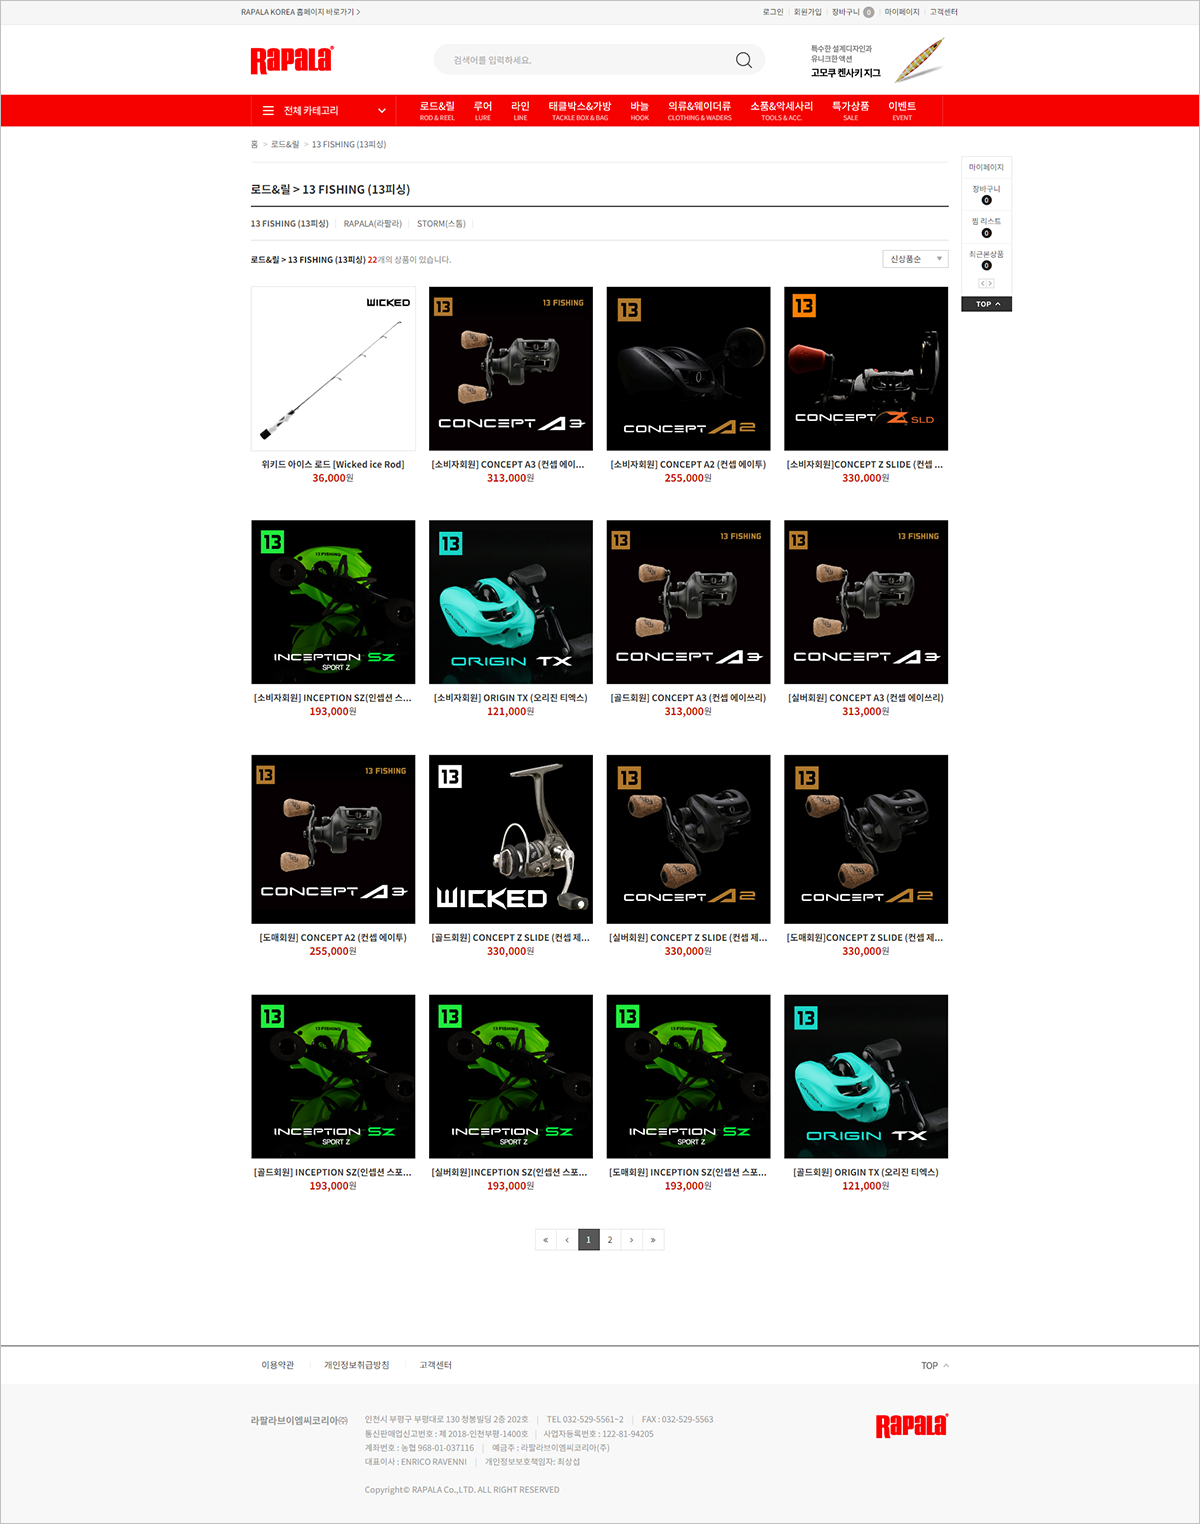 RAPALA KOREA 홈페이지 바로가기 >
로그인 회원가입 장바구니 0 마이페이지 고객센터
Rapala
검색어를 입력하세요.
특수한 설계디자인과
유니크한 액션
고모쿠 켄사키 지그
전체 카테고리
로드&릴 루어 라인 태클박스&가방 바늘 의류&웨이더류 소품&악세사리 특가상품 이벤트
ROD & REEL LURE LINE TACKLE BOX & BAG HOOK CLOTHING & WADERS TOOLS & ACC. SALE EVENT
홈 > 로드&릴 > 13 FISHING (13피싱)
마이페이지
장바구니
0
찜 리스트
0
최근본상품
0
TOP
로드&릴 > 13 FISHING (13피싱)
13 FISHING (13피싱) RAPALA(라팔라) STORM(스톰)
로드&릴 > 13 FISHING (13피싱) 22개의 상품이 있습니다.
신상품순
WICKED
13 13 FISHING
CONCEPT A3
13
CONCEPT A2
13
CONCEPT Z SLD
위키드 아이스 로드 [Wicked ice Rod]
36,000원
[소비자회원] CONCEPT A3 (컨셉 에이...
313,000원
[소비자회원] CONCEPT A2 (컨셉 에이투)
255,000원
[소비자회원]CONCEPT Z SLIDE (컨셉 ...
330,000원
13
INCEPTION SZ
SPORT Z
13
ORIGIN TX
13 13 FISHING
CONCEPT A3
13 13 FISHING
CONCEPT A3
[소비자회원] INCEPTION SZ(인셉션 스...
193,000원
[소비자회원] ORIGIN TX (오리진 티엑스)
121,000원
[골드회원] CONCEPT A3 (컨셉 에이쓰리)
313,000원
[실버회원] CONCEPT A3 (컨셉 에이쓰리)
313,000원
13 13 FISHING
CONCEPT A3
13
WICKED
13
CONCEPT A2
13
CONCEPT A2
[도매회원] CONCEPT A2 (컨셉 에이투)
255,000원
[골드회원] CONCEPT Z SLIDE (컨셉 제...
330,000원
[실버회원] CONCEPT Z SLIDE (컨셉 제...
330,000원
[도매회원]CONCEPT Z SLIDE (컨셉 제...
330,000원
13
INCEPTION SZ
SPORT Z
13
INCEPTION SZ
SPORT Z
13
INCEPTION SZ
SPORT Z
13
ORIGIN TX
[골드회원] INCEPTION SZ(인셉션 스포...
193,000원
[실버회원]INCEPTION SZ(인셉션 스포...
193,000원
[도매회원] INCEPTION SZ(인셉션 스포...
193,000원
[골드회원] ORIGIN TX (오리진 티엑스)
121,000원
« ‹ 1 2 › »
이용약관 개인정보취급방침 고객센터 TOP
라팔라브이엠씨코리아㈜
인천시 부평구 부평대로 130 정봉빌딩 2층 202호 | TEL 032-529-5561~2 | FAX : 032-529-5563
통신판매업신고번호 : 제 2018-인천부평-1400호 | 사업자등록번호 : 122-81-94205
계좌번호 : 농협 968-01-037116 | 예금주 : 라팔라브이엠씨코리아(주)
대표이사 : ENRICO RAVENNI | 개인정보보호책임자: 최상섭
Copyright© RAPALA Co.,LTD. ALL RIGHT RESERVED
Rapala